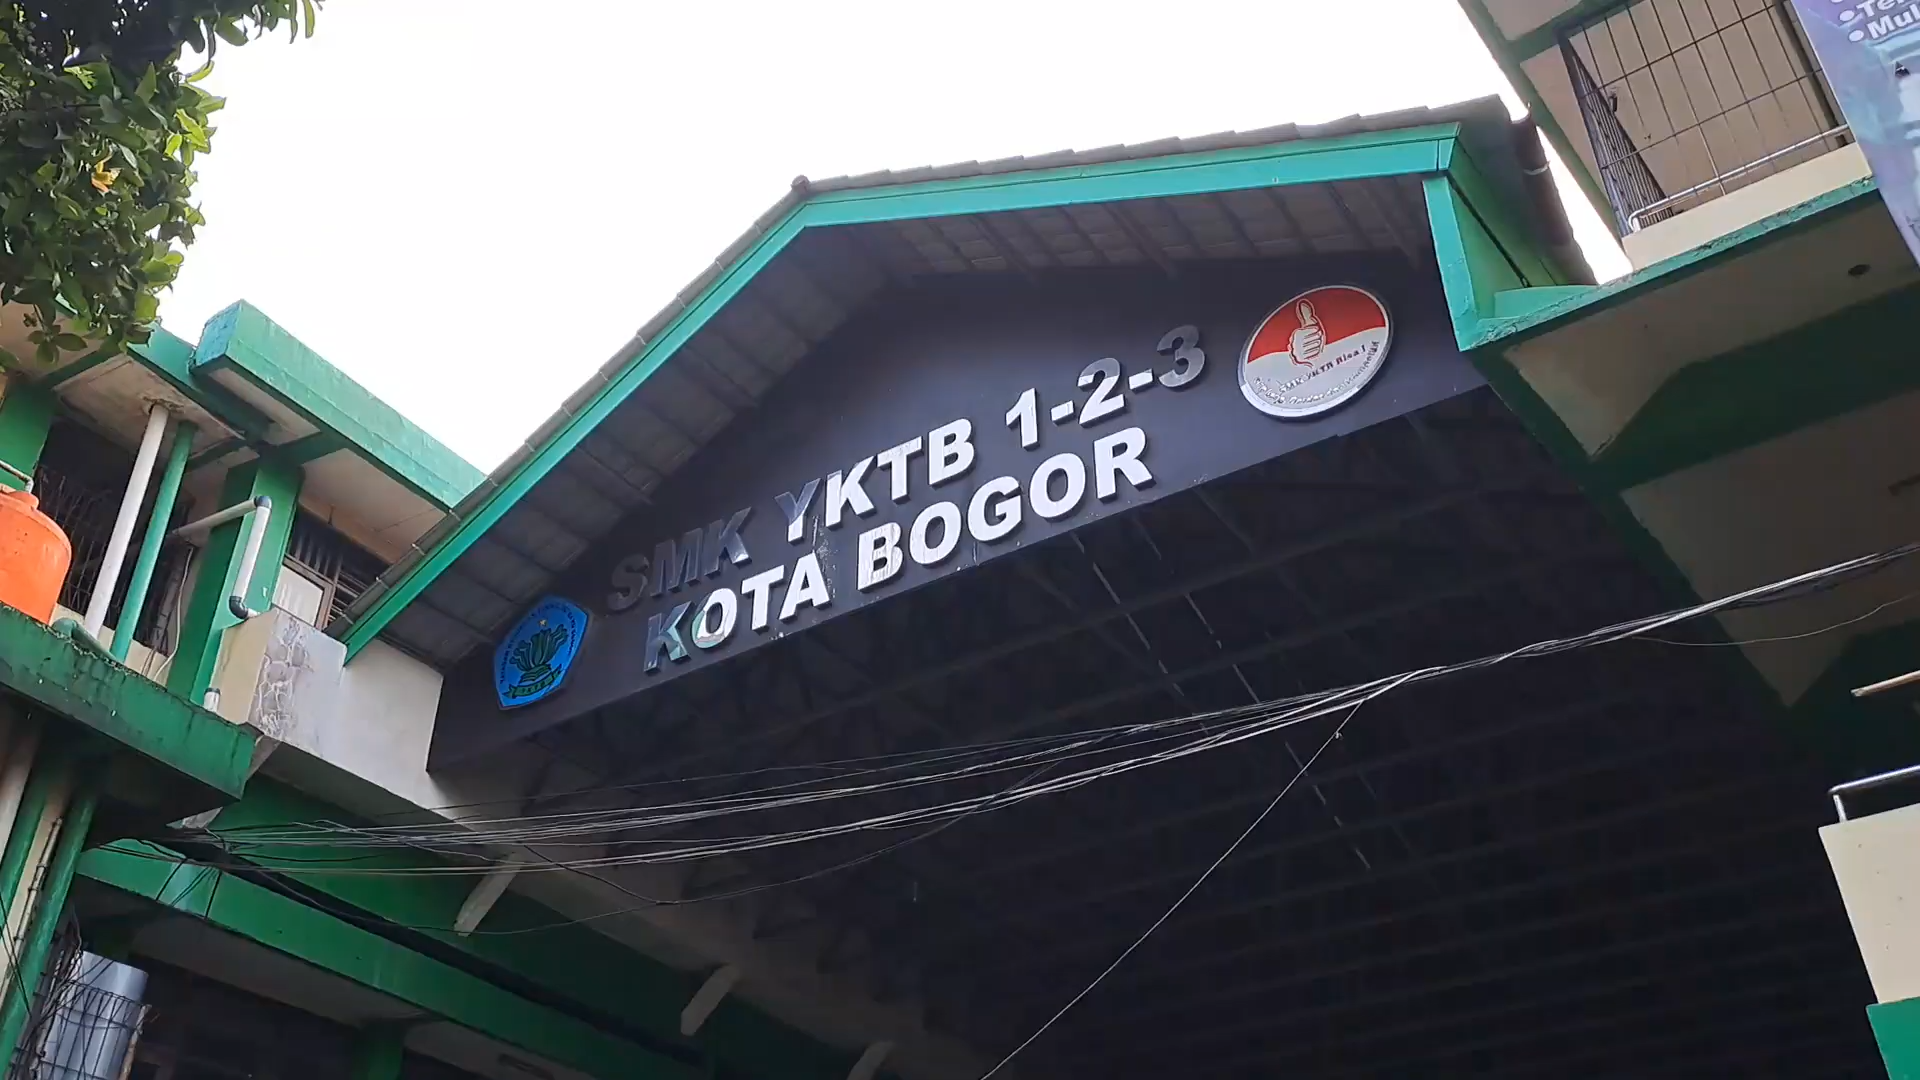 SMK YKTB 1-2-3
KOTA BOGOR
SMK YKTB Bisa !